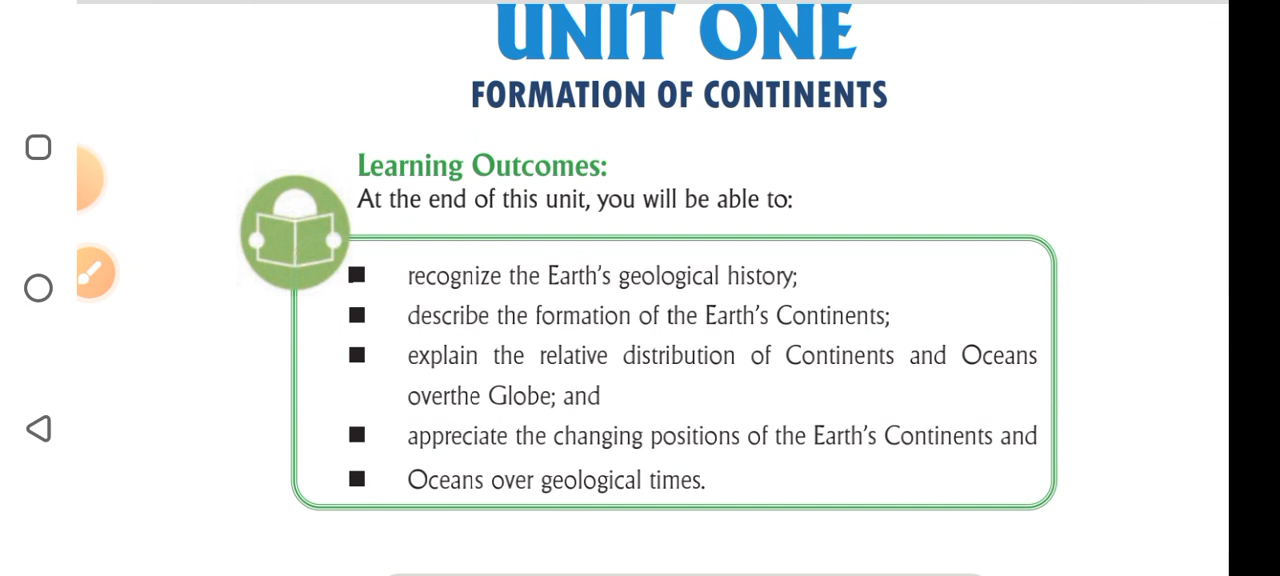 UNIT ONE
FORMATION OF CONTINENTS
Learning Outcomes:
At the end of this unit, you will be able to:
■ recognize the Earth's geological history;
■ describe the formation of the Earth's Continents;
■ explain the relative distribution of Continents and Oceans
overthe Globe; and
■ appreciate the changing positions of the Earth's Continents and
■ Oceans over geological times.